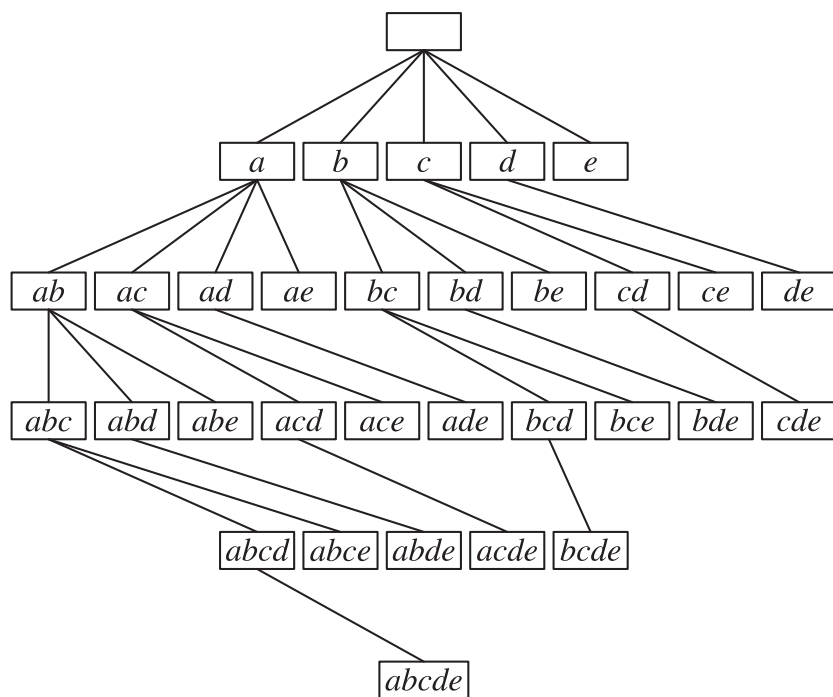 a b c d e
ab ac ad ae bc bd be cd ce de
abc abd abe acd ace ade bcd bce bde cde
abcd abce abde acde bcde
abcde